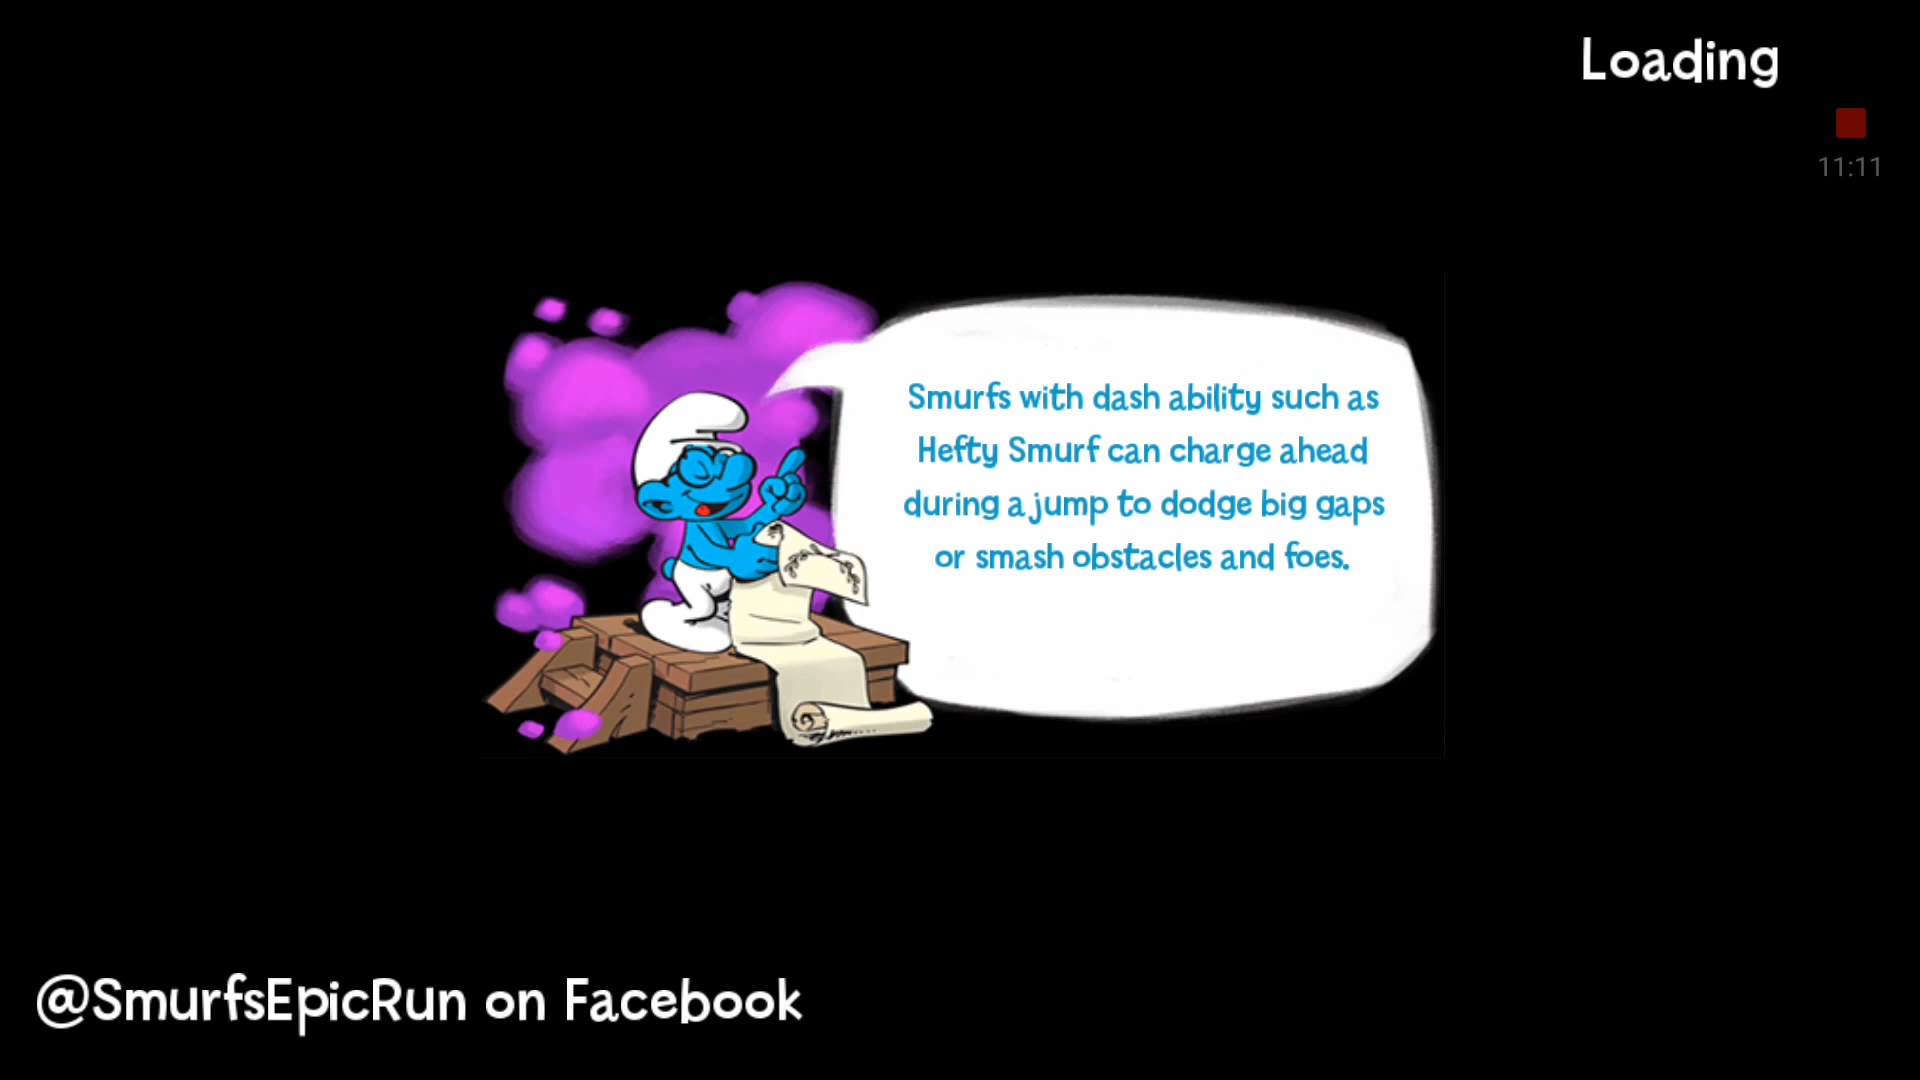 Loading
11:11
Smurfs with dash ability such as
Hefty Smurf can charge ahead
during a jump to dodge big gaps
or smash obstacles and foes.
@SmurfsEpicRun on Facebook